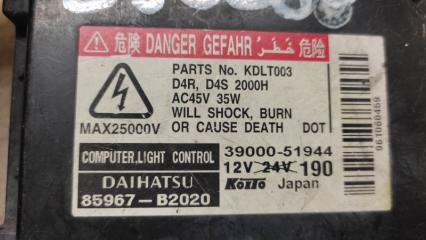 ⚠ 危険 DANGER GEFAHR خَطَر 危险
PARTS No. KDLT003
D4R, D4S 2000H
AC45V 35W
WILL SHOCK, BURN
OR CAUSE DEATH DOT
MAX25000V
COMPUTER,LIGHT CONTROL 39000-51944
12V 24V 190
DAIHATSU KOITO Japan
85967-B2020